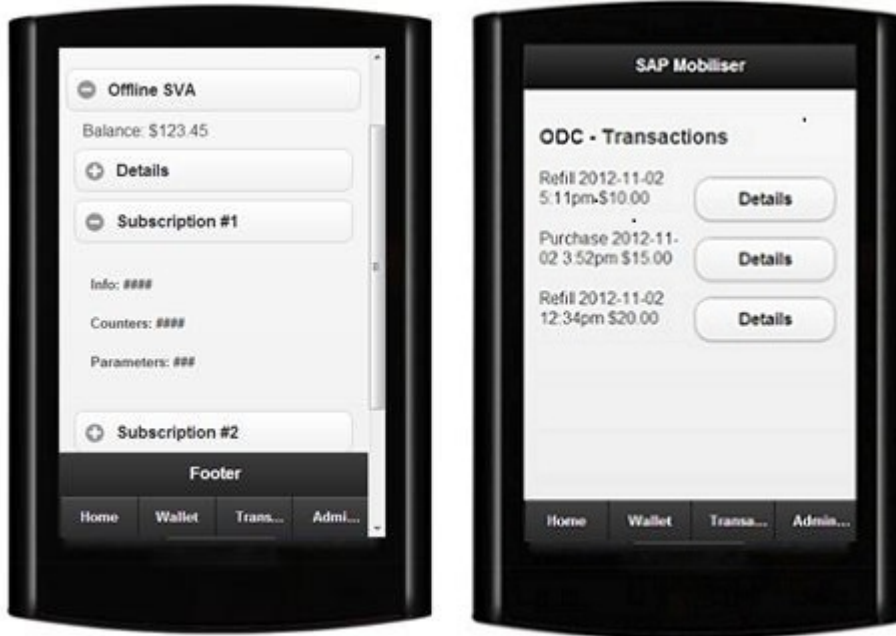 Offline SVA
Balance: $123.45
Details
Subscription #1
Info: ####
Counters: ####
Parameters: ###
Subscription #2
Footer
Home Wallet Trans... Admi...
SAP Mobiliser
ODC - Transactions
Refill 2012-11-02
5:11pm $10.00
Details
Purchase 2012-11-
02 3:52pm $15.00
Details
Refill 2012-11-02
12:34pm $20.00
Details
Home Wallet Transa... Admin...